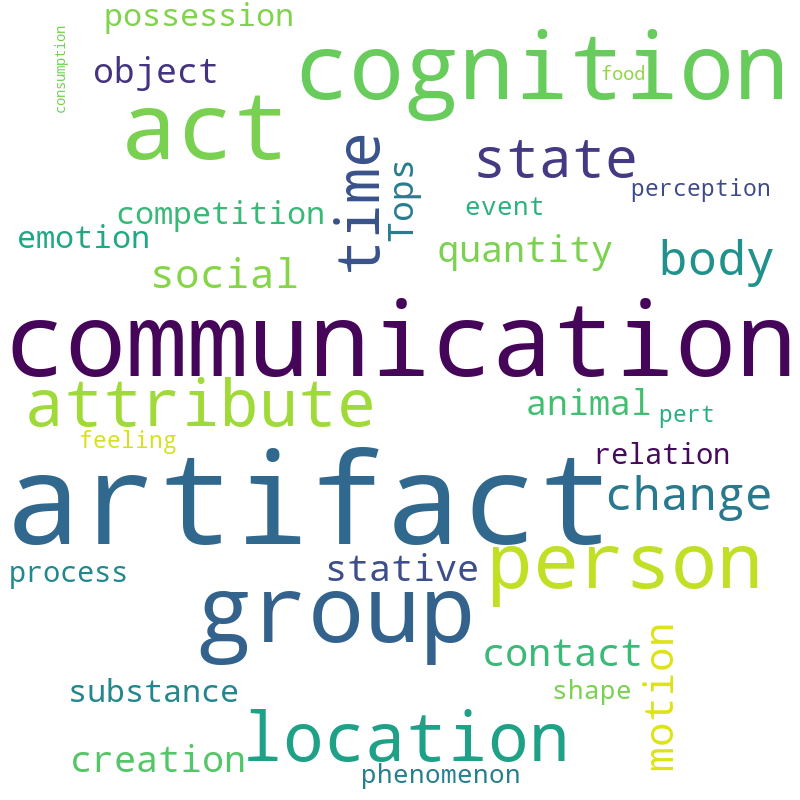 possession
consumption
object
cognition
food
act
time
Tops
state
perception
competition
event
emotion
social
quantity
body
communication
attribute
animal
pert
feeling
relation
artifact
change
process
stative
person
group
contact
motion
substance
shape
location
creation
phenomenon